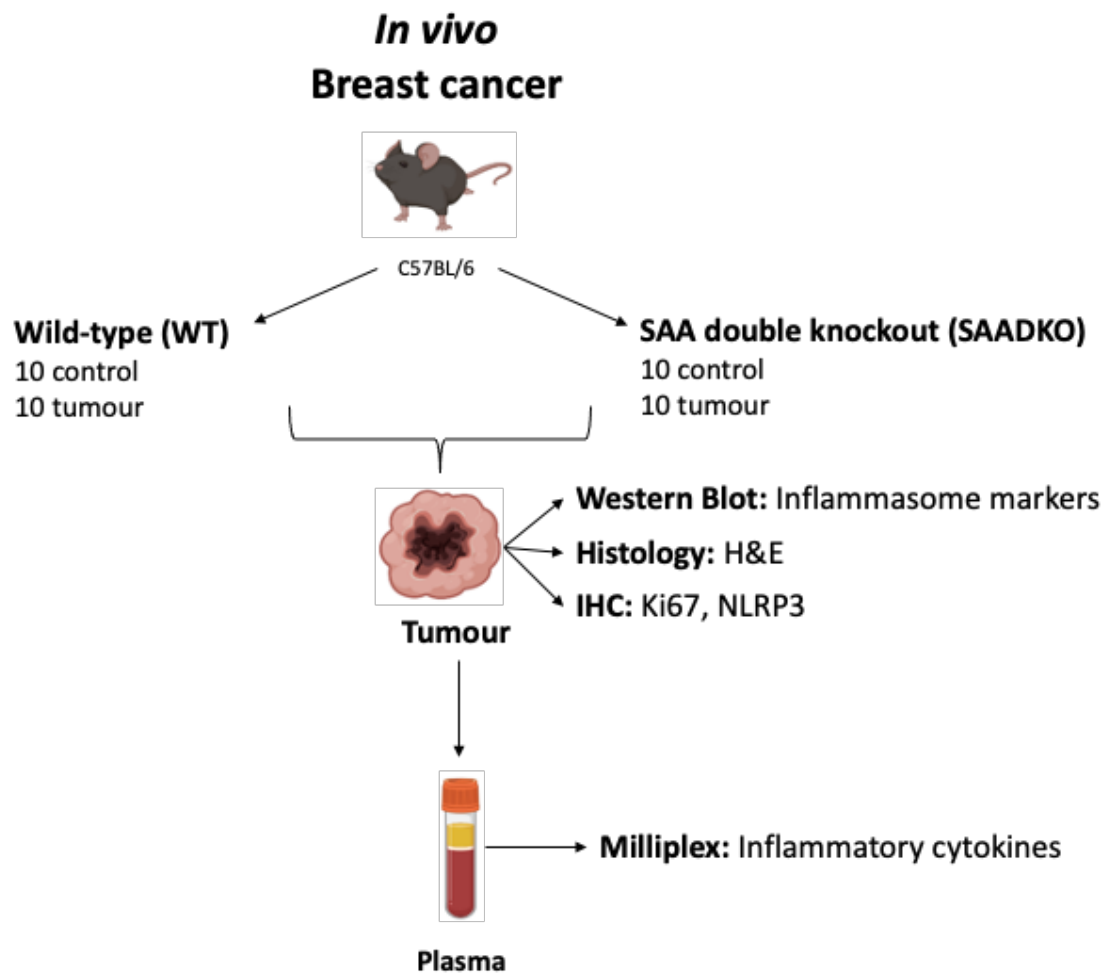 In vivo
Breast cancer
C57BL/6
Wild-type (WT)
10 control
10 tumour
SAA double knockout (SAADKO)
10 control
10 tumour
Western Blot: Inflammasome markers
Histology: H&E
IHC: Ki67, NLRP3
Tumour
Milliplex: Inflammatory cytokines
Plasma